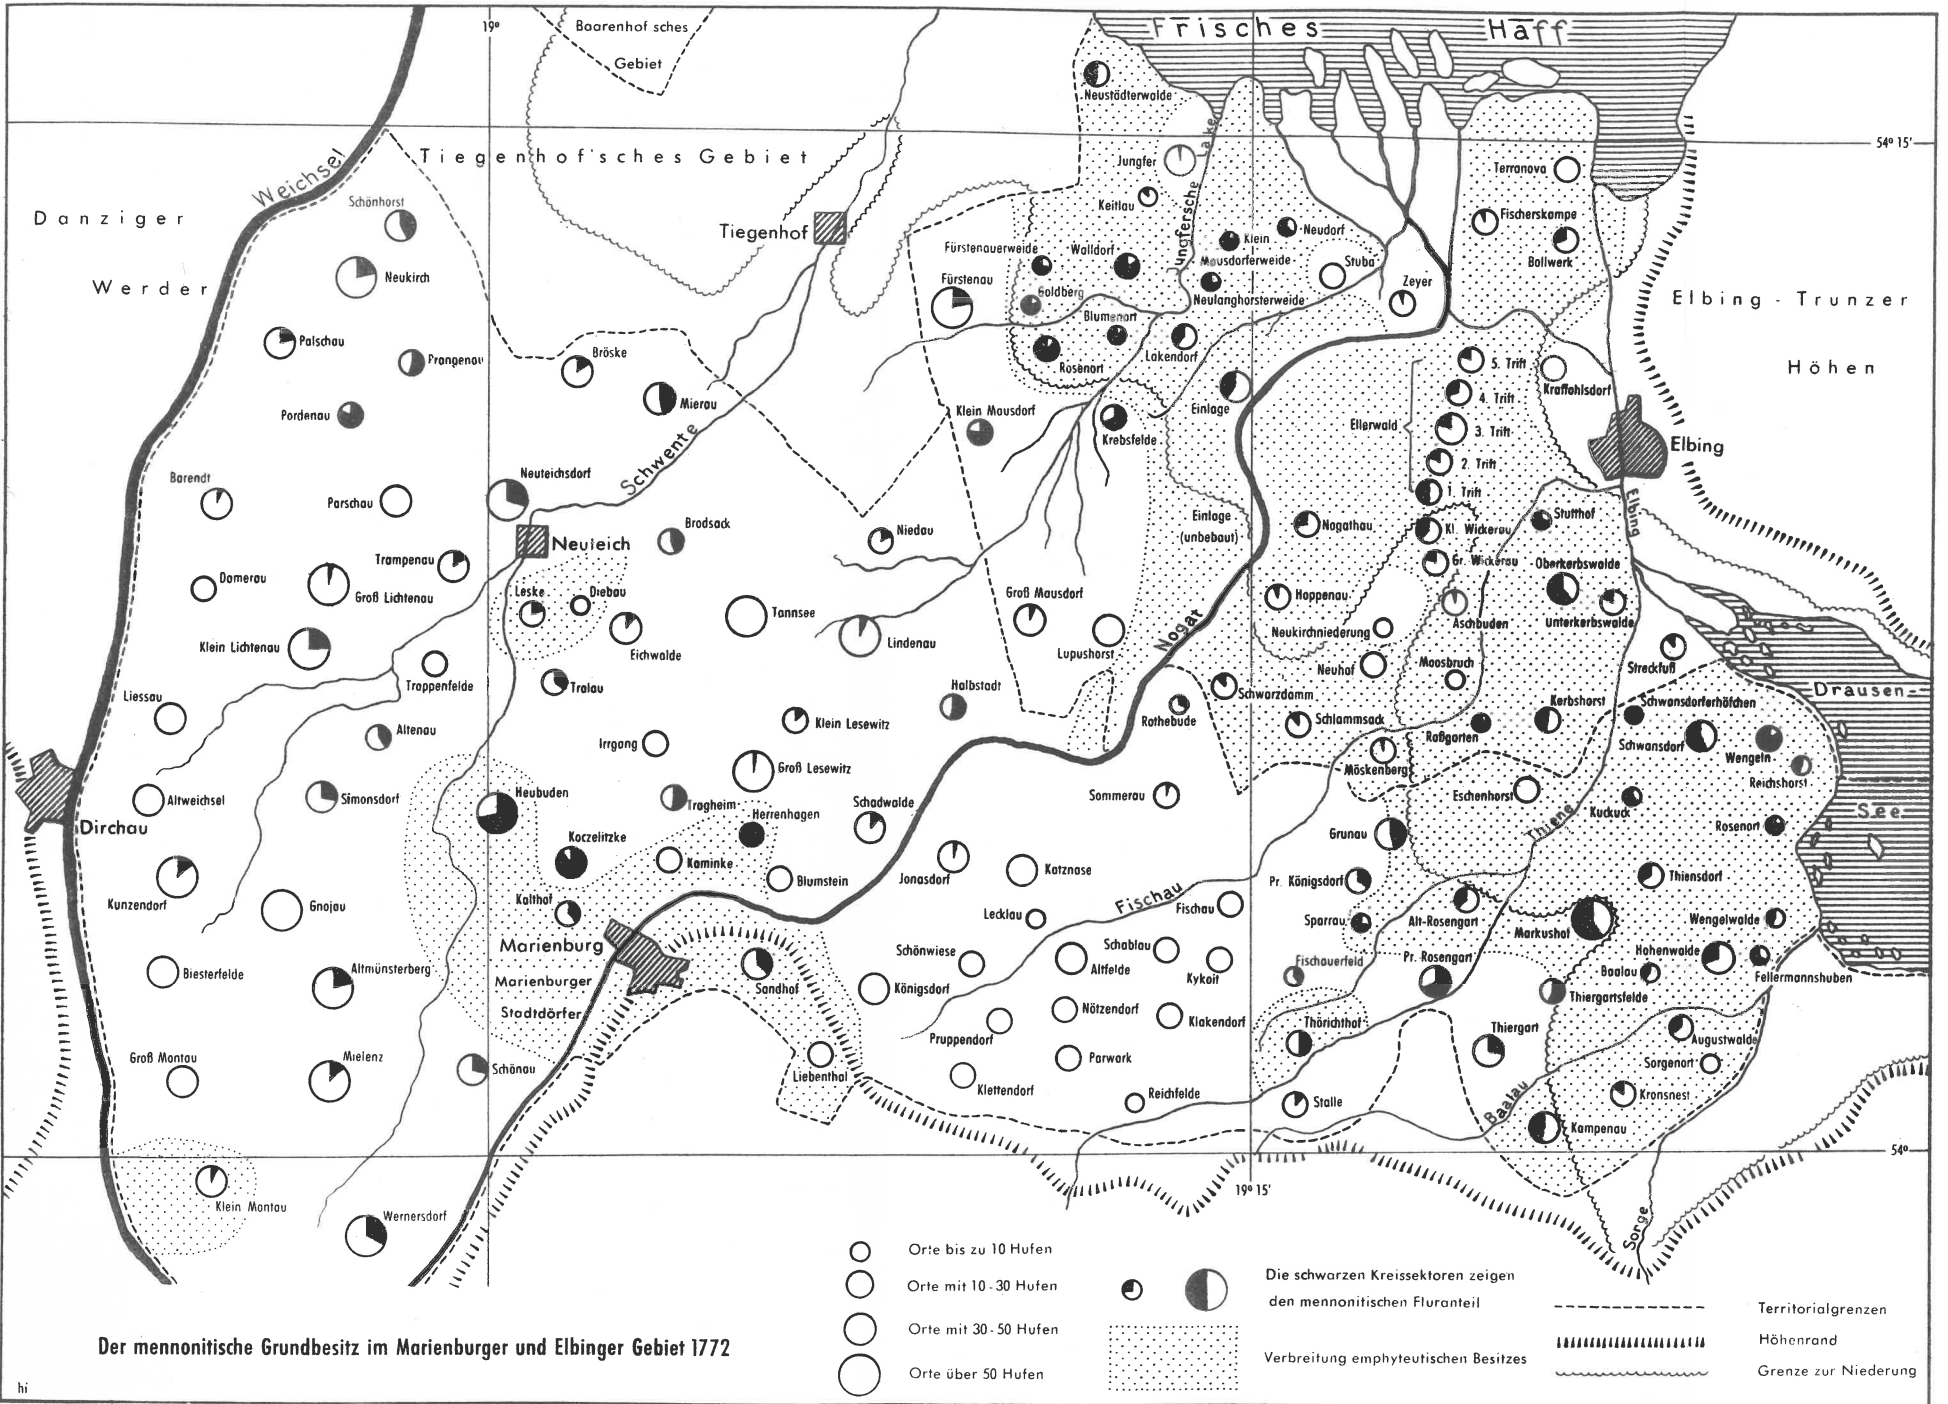 19°
Baarenhof'sches
Gebiet
Frisches Haff
Neustädterwalde
54° 15'
Tiegenhof'sches Gebiet
Weichsel
Danziger
Werder
Schönhorst
Neukirch
Tiegenhof
Jungfer
Keitlau
Jungfersche Lake
Terranova
Fischerskampe
Bollwerk
Fürstenauerweide
Walldorf
Klein
Mausdorferweide
Neudorf
Stuba
Zeyer
Fürstenau
Goldberg
Neulanghorsterweide
Blumenort
Lakendorf
Rosenort
Elbing - Trunzer
Höhen
Palschau
Prangenau
Bröske
Mierau
Pordenau
Klein Mausdorf
Krebsfelde
Einlage
Ellerwald
5. Trift
4. Trift
3. Trift
2. Trift
1. Trift
Kraffohlsdorf
Elbing
Elbing
Schwente
Barendt
Parschau
Neuteichsdorf
Neuteich
Brodsack
Niedau
Einlage
(unbebaut)
Nogathau
Kl. Wickerau
Gr. Wickerau
Stutthof
Oberkerbswalde
Unterkerbswalde
Trampenau
Damerau
Groß Lichtenau
Leske
Diebau
Eichwalde
Tannsee
Lindenau
Groß Mausdorf
Lupushorst
Nogat
Hoppenau
Aschbuden
Neukirchniederung
Neuhof
Moosbruch
Streckfuß
Klein Lichtenau
Trappenfelde
Tralau
Liessau
Altenau
Irrgang
Klein Lesewitz
Halbstadt
Rothebude
Schwarzdamm
Schlammsack
Kerbshorst
Raßgarten
Schwansdorferhöfchen
Schwansdorf
Wengeln
Reichshorst
Drausen-
See
Möskenberg
Altweichsel
Dirchau
Simonsdorf
Heubuden
Groß Lesewitz
Tragheim
Herrenhagen
Schadwalde
Sommerau
Eschenhorst
Kuckuck
Rosenort
Grunau
Thiene
Koczelitzke
Kaminke
Blumstein
Jonasdorf
Katznase
Kunzendorf
Gnojau
Kalthof
Marienburg
Marienburger
Stadtdörfer
Lecklau
Fischau
Fischau
Pr. Königsdorf
Sparrau
Alt-Rosengart
Thiensdorf
Markushof
Wengelwalde
Hohenwalde
Fellermannshuben
Biesterfelde
Altmünsterberg
Sandhof
Schönwiese
Königsdorf
Altfelde
Schablau
Kykoit
Fischauerfeld
Pr. Rosengart
Baalau
Thiergartsfelde
Pruppendorf
Nötzendorf
Klakendorf
Thörichthof
Thiergart
Augustwalde
Sorgenort
Groß Montau
Mielenz
Schönau
Liebenthal
Parwark
Klettendorf
Reichfelde
Stalle
Baalau
Kronsnest
Kampenau
54°
Klein Montau
Wernersdorf
19° 15'
Sorge
Orte bis zu 10 Hufen
Orte mit 10-30 Hufen
Orte mit 30-50 Hufen
Orte über 50 Hufen
Die schwarzen Kreissektoren zeigen
den mennonitischen Fluranteil
Verbreitung emphyteutischen Besitzes
Territorialgrenzen
Höhenrand
Grenze zur Niederung
Der mennonitische Grundbesitz im Marienburger und Elbinger Gebiet 1772
hi